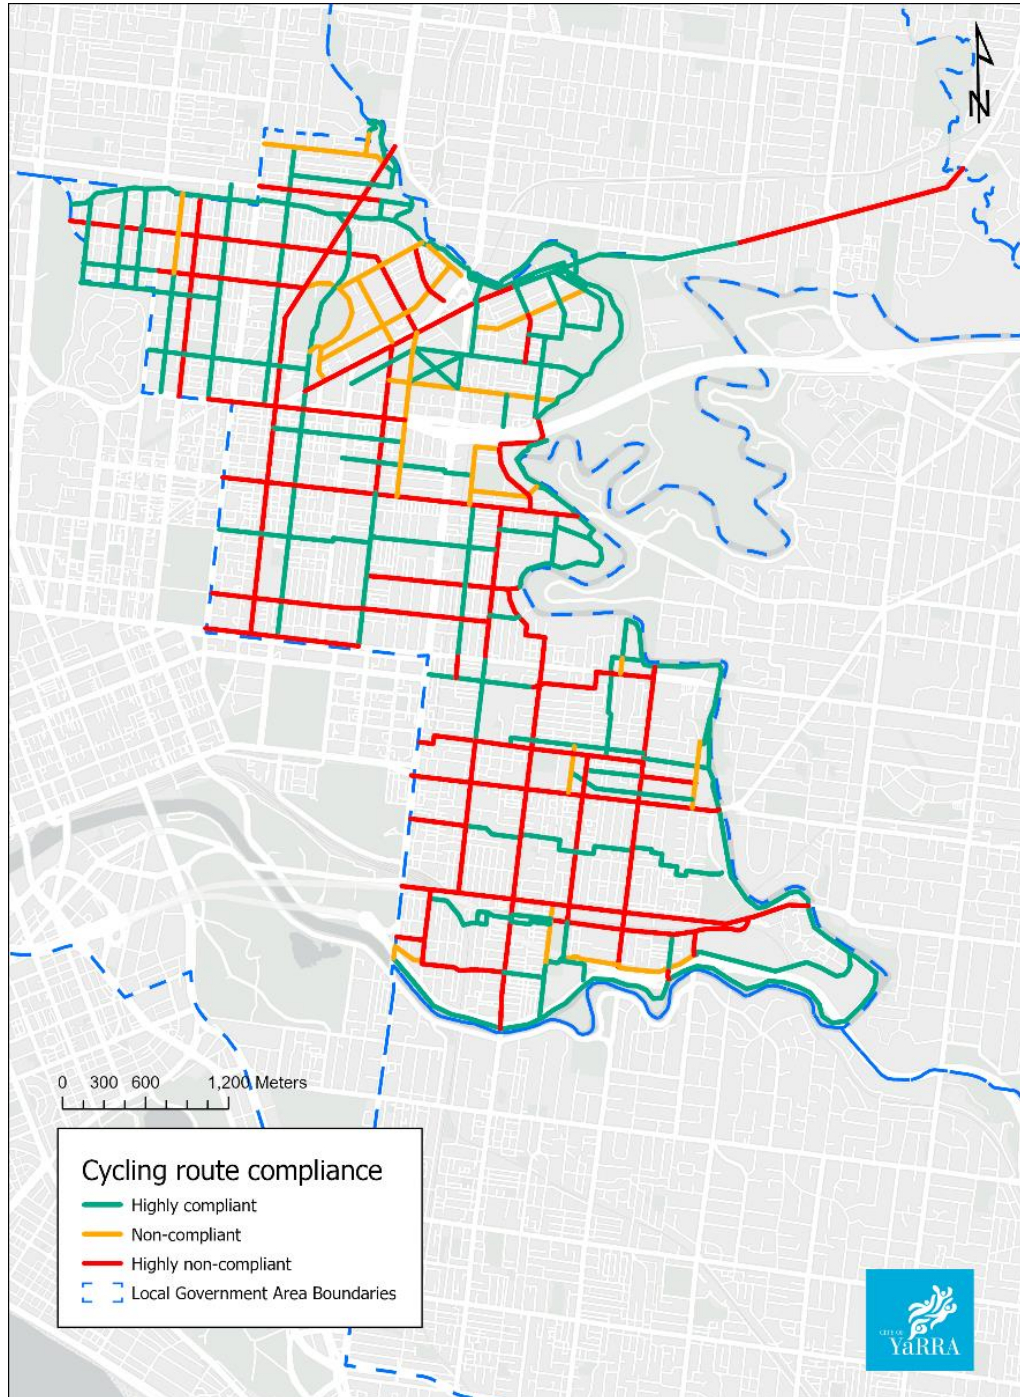 N
0 300 600 1,200 Meters
Cycling route compliance
Highly compliant
Non-compliant
Highly non-compliant
Local Government Area Boundaries
CITY OF
YaRRA